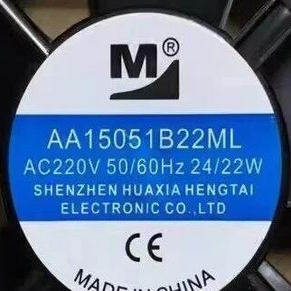 M®
AA15051B22ML
AC220V 50/60Hz 24/22W
SHENZHEN HUAXIA HENGTAI
ELECTRONIC CO.,LTD
CE
MADE IN CHINA